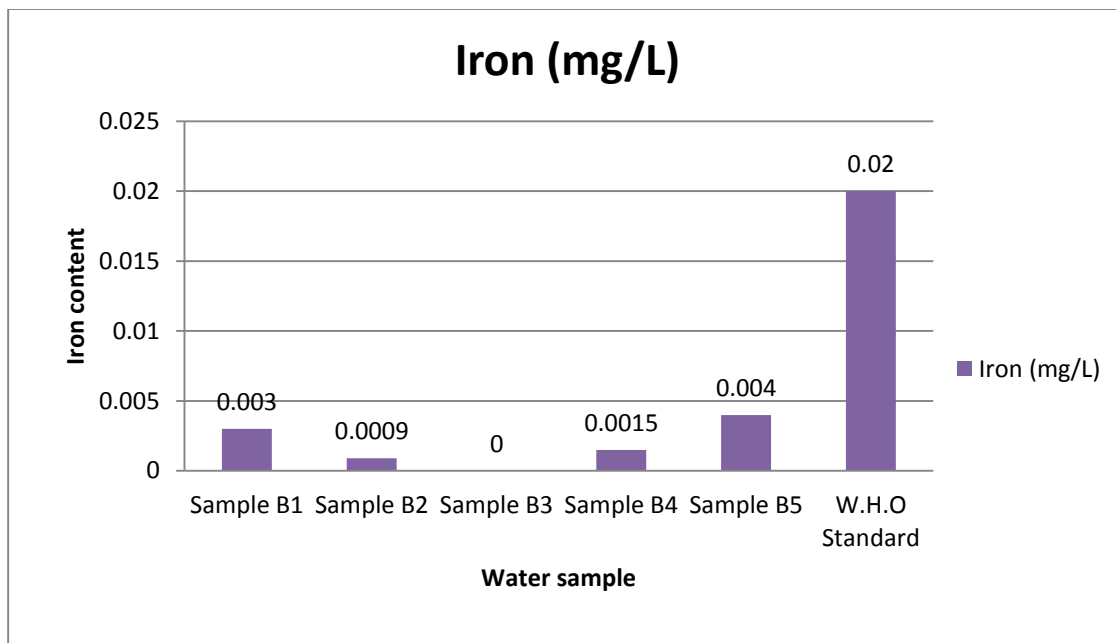 Iron (mg/L)
0.025
0.02
0.015
0.01
0.005
0
Iron content
0.003
0.0009
0
0.0015
0.004
0.02
Sample B1 Sample B2 Sample B3 Sample B4 Sample B5 W.H.O
Standard
Water sample
Iron (mg/L)